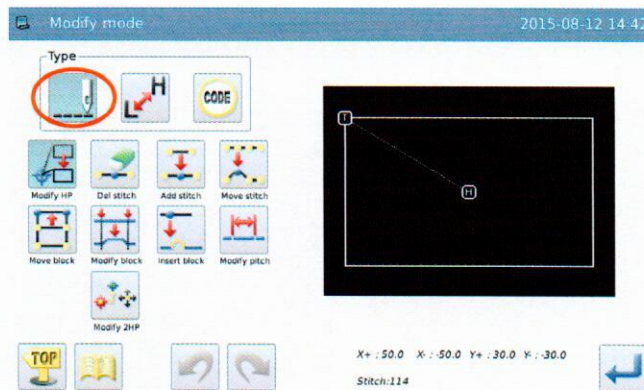 Modify mode 2015-08-12 14:42
Type
L H CODE
Modify HP Del stitch Add stitch Move stitch
Move block Modify block Insert block Modify pitch
Modify 2HP
T
H
TOP
X+ : 50.0 X- : -50.0 Y+ : 30.0 Y- : -30.0
Stitch:114